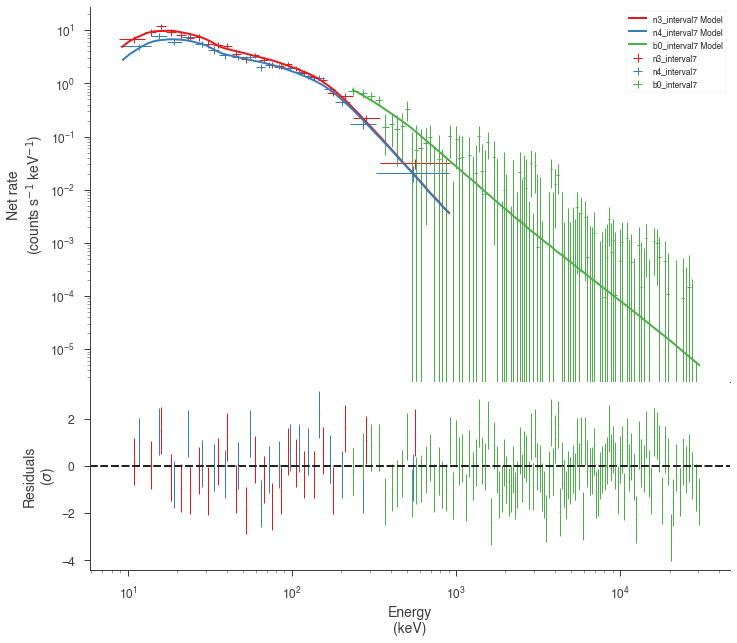 n3_interval7 Model
n4_interval7 Model
b0_interval7 Model
n3_interval7
n4_interval7
b0_interval7
10¹
10⁰
10⁻¹
10⁻²
10⁻³
10⁻⁴
10⁻⁵
Net rate
(counts s⁻¹ keV⁻¹)
2
0
−2
−4
Residuals
(σ)
10¹ 10² 10³ 10⁴
Energy
(keV)